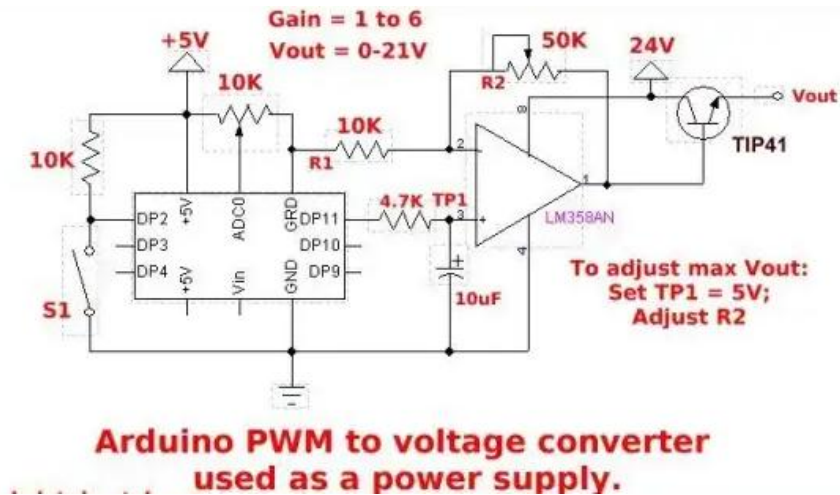 Gain = 1 to 6
Vout = 0-21V
+5V
10K
50K
R2
24V
Vout
TIP41
10K
R1
10K
2
8
1
3
4
LM358AN
4.7K TP1
DP2
DP3
DP4
+5V
ADC0
GRD
DP11
DP10
DP9
+5V
Vin
GND
S1
+
10uF
-
+
To adjust max Vout:
Set TP1 = 5V;
Adjust R2
Arduino PWM to voltage converter
used as a power supply.